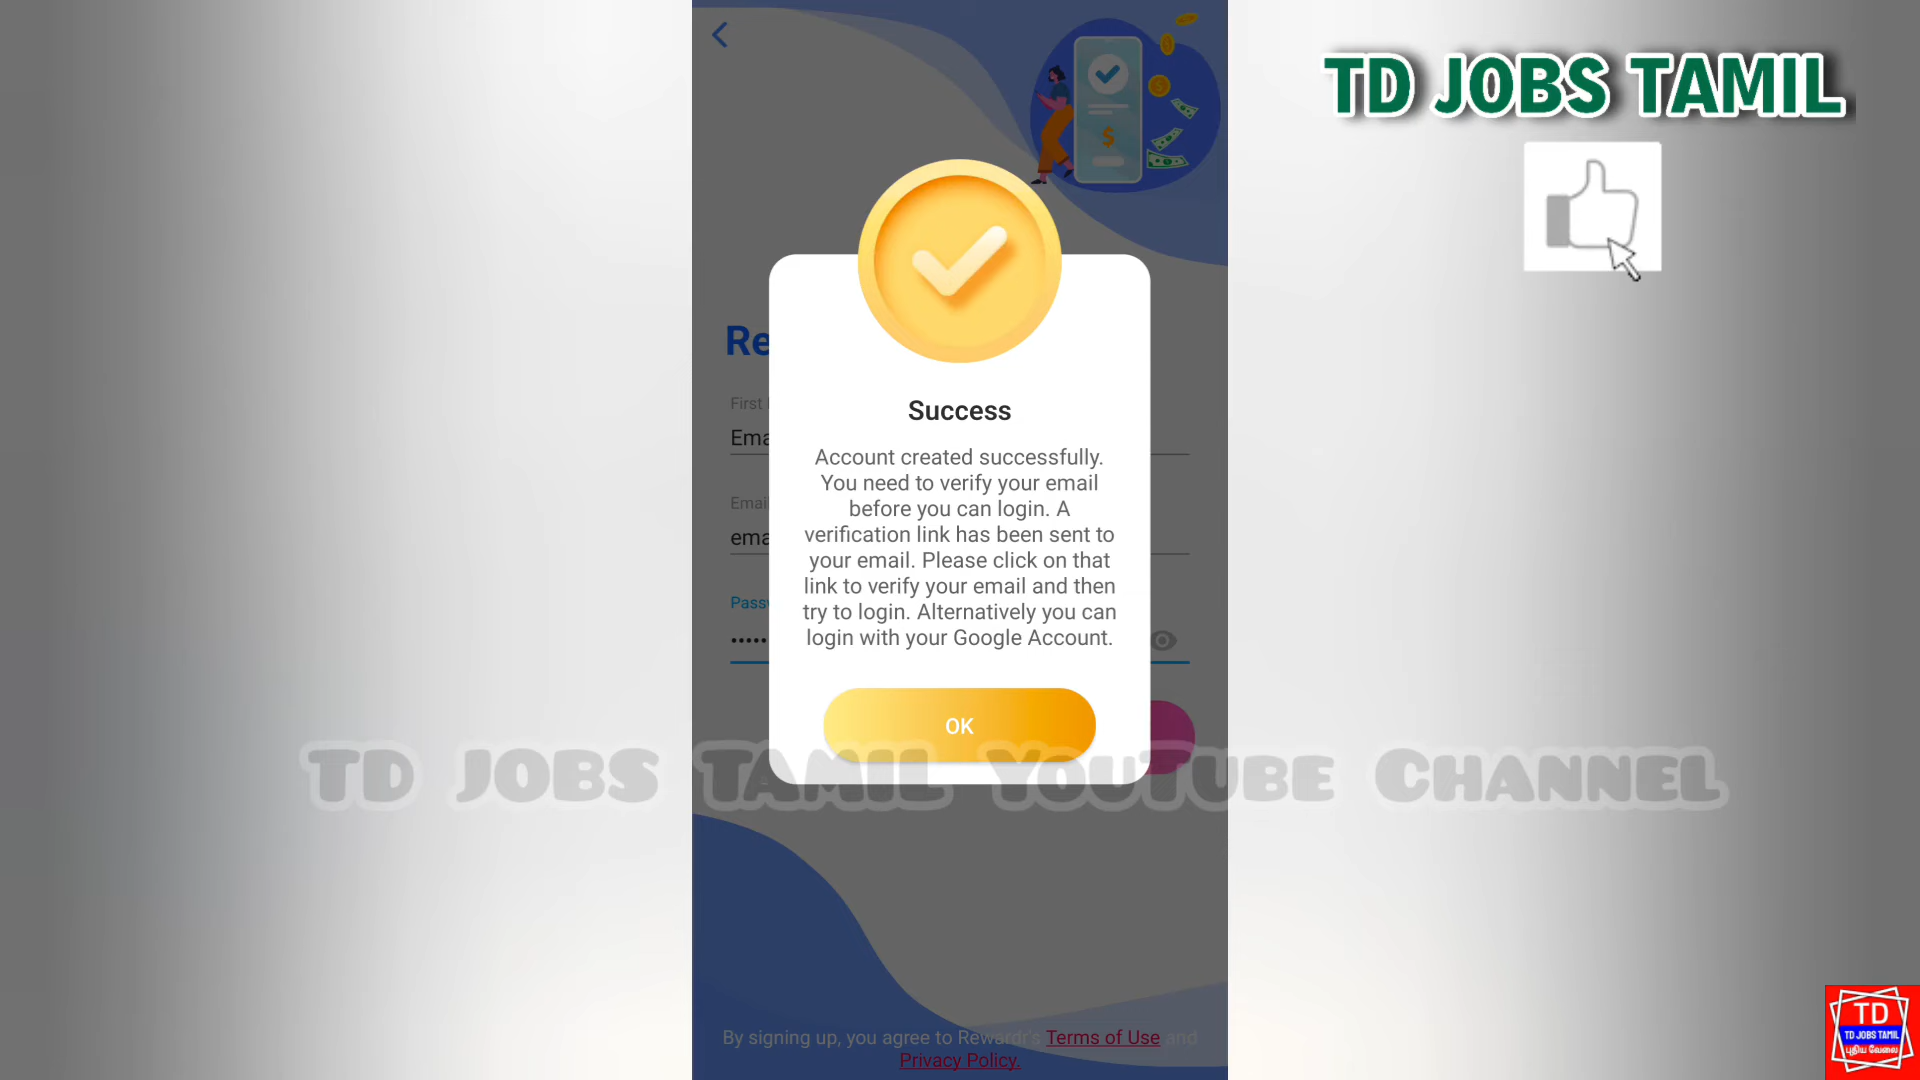 TD JOBS TAMIL
Re
First
Ema
Email
ema
Passw
•••••
Success
Account created successfully.
You need to verify your email
before you can login. A
verification link has been sent to
your email. Please click on that
link to verify your email and then
try to login. Alternatively you can
login with your Google Account.
OK
TD JOBS TAMIL YOUTUBE CHANNEL
By signing up, you agree to Rewardr's Terms of Use and
Privacy Policy.
TD
TD JOBS TAMIL
புதிய வேலை